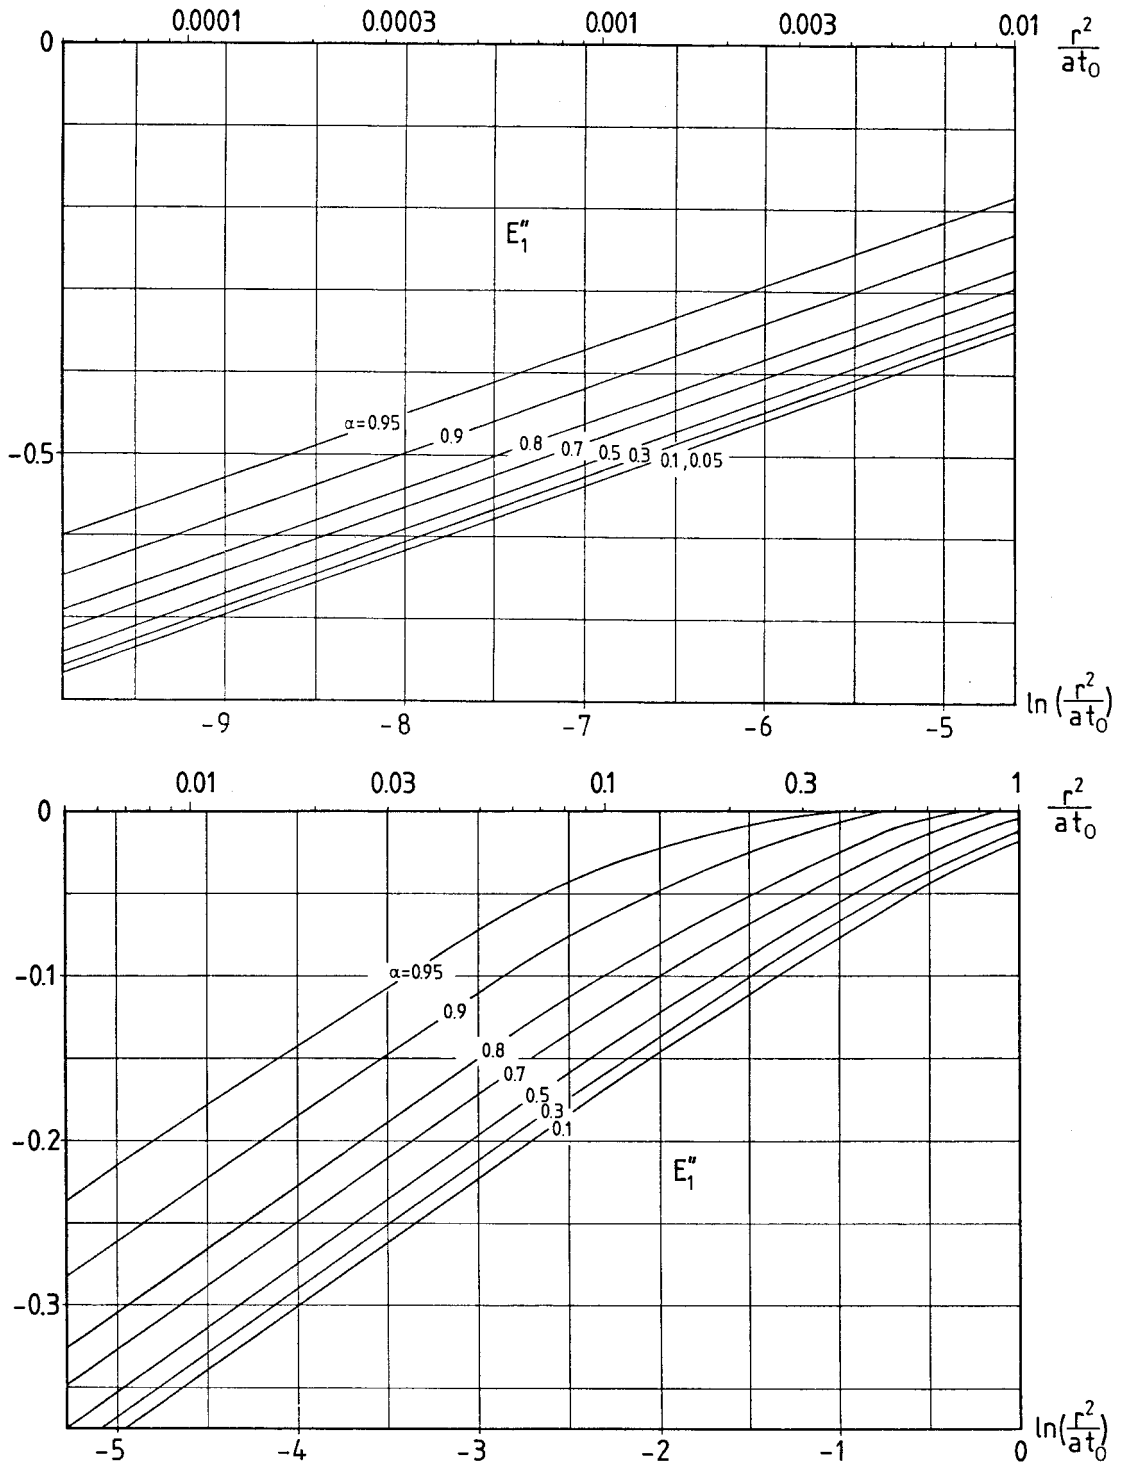 0.0001 0.0003 0.001 0.003 0.01 r²/at₀
0
E₁″
α=0.95 0.9 0.8 0.7 0.5 0.3 0.1, 0.05
-0.5
-9 -8 -7 -6 -5 ln(r²/at₀)
0.01 0.03 0.1 0.3 1 r²/at₀
0
-0.1
α=0.95
0.9
0.8
0.7
0.5
0.3
0.1
-0.2
E₁″
-0.3
-5 -4 -3 -2 -1 0 ln(r²/at₀)